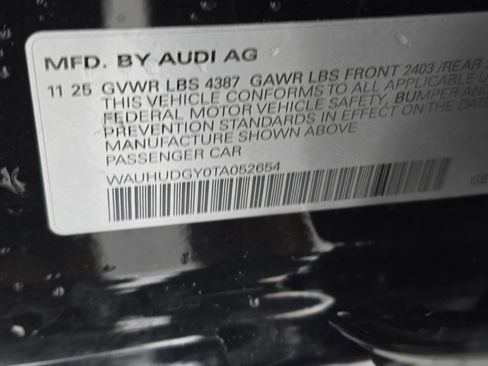 MFD. BY AUDI AG
11 25 GVWR LBS 4387 GAWR LBS FRONT 2403 /REAR
THIS VEHICLE CONFORMS TO ALL APPLICABLE
FEDERAL MOTOR VEHICLE SAFETY, BUMPER AND
PREVENTION STANDARDS IN EFFECT ON THE DATE
MANUFACTURE SHOWN ABOVE
PASSENGER CAR
WAUHUDGY0TA052654